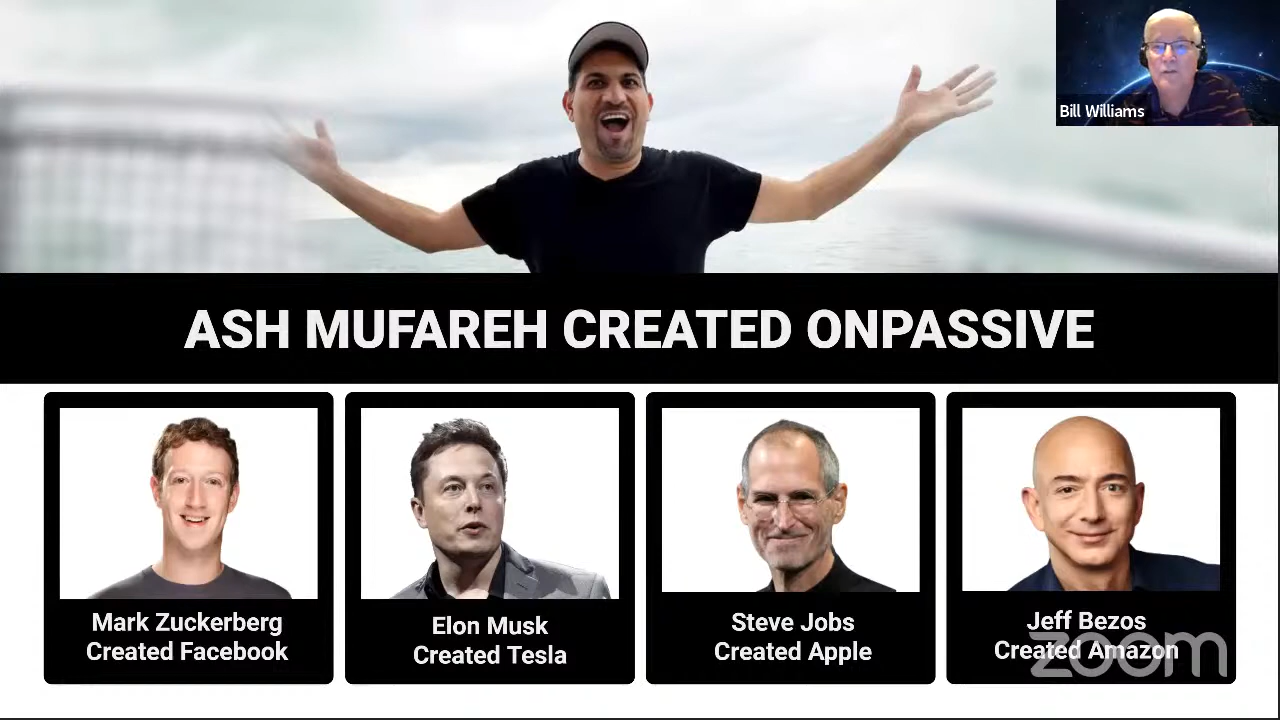 Bill Williams
ASH MUFAREH CREATED ONPASSIVE
Mark Zuckerberg
Created Facebook
Elon Musk
Created Tesla
Steve Jobs
Created Apple
Jeff Bezos
Created Amazon
zoom